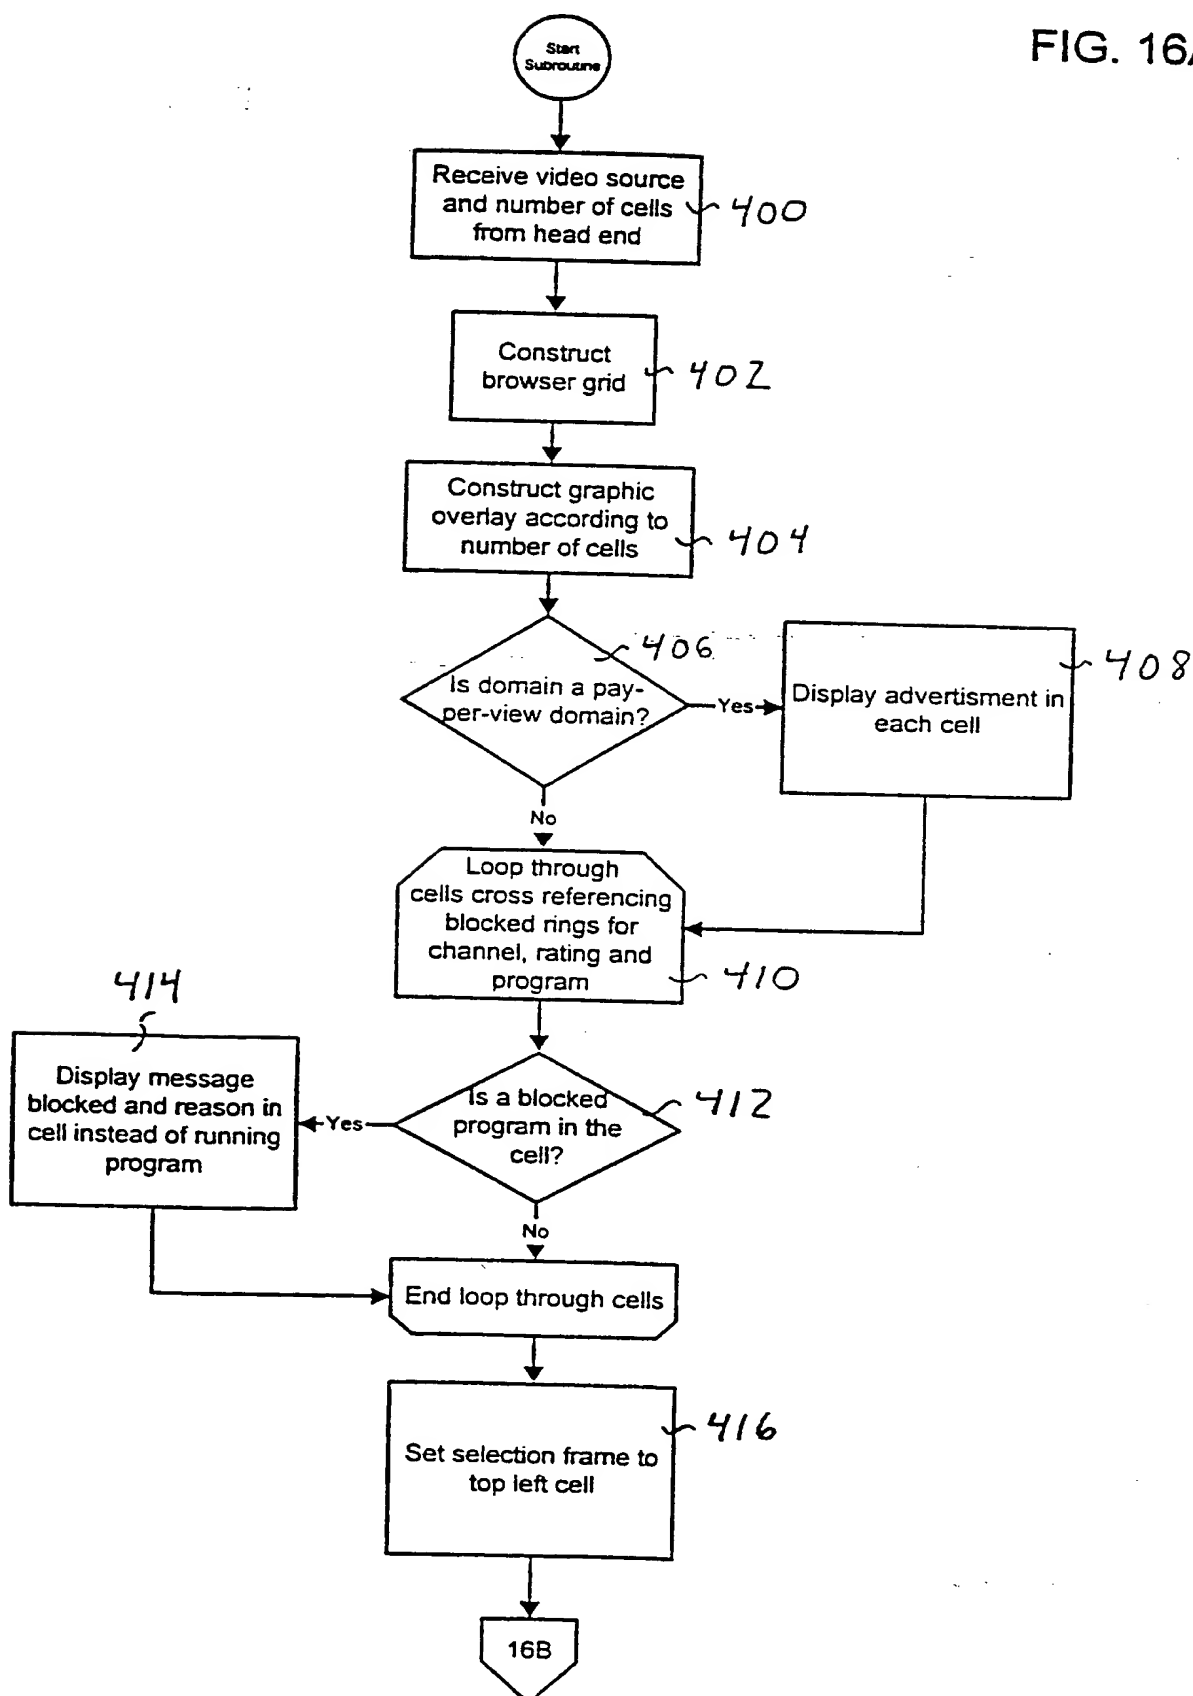 FIG. 16A
Start
Subroutine
Receive video source
and number of cells
from head end
400
Construct
browser grid
402
Construct graphic
overlay according to
number of cells
404
406
Is domain a pay-
per-view domain?
Yes
408
Display advertisment in
each cell
No
Loop through
cells cross referencing
blocked rings for
channel, rating and
program
410
414
Display message
blocked and reason in
cell instead of running
program
Yes
Is a blocked
program in the
cell?
412
No
End loop through cells
416
Set selection frame to
top left cell
16B